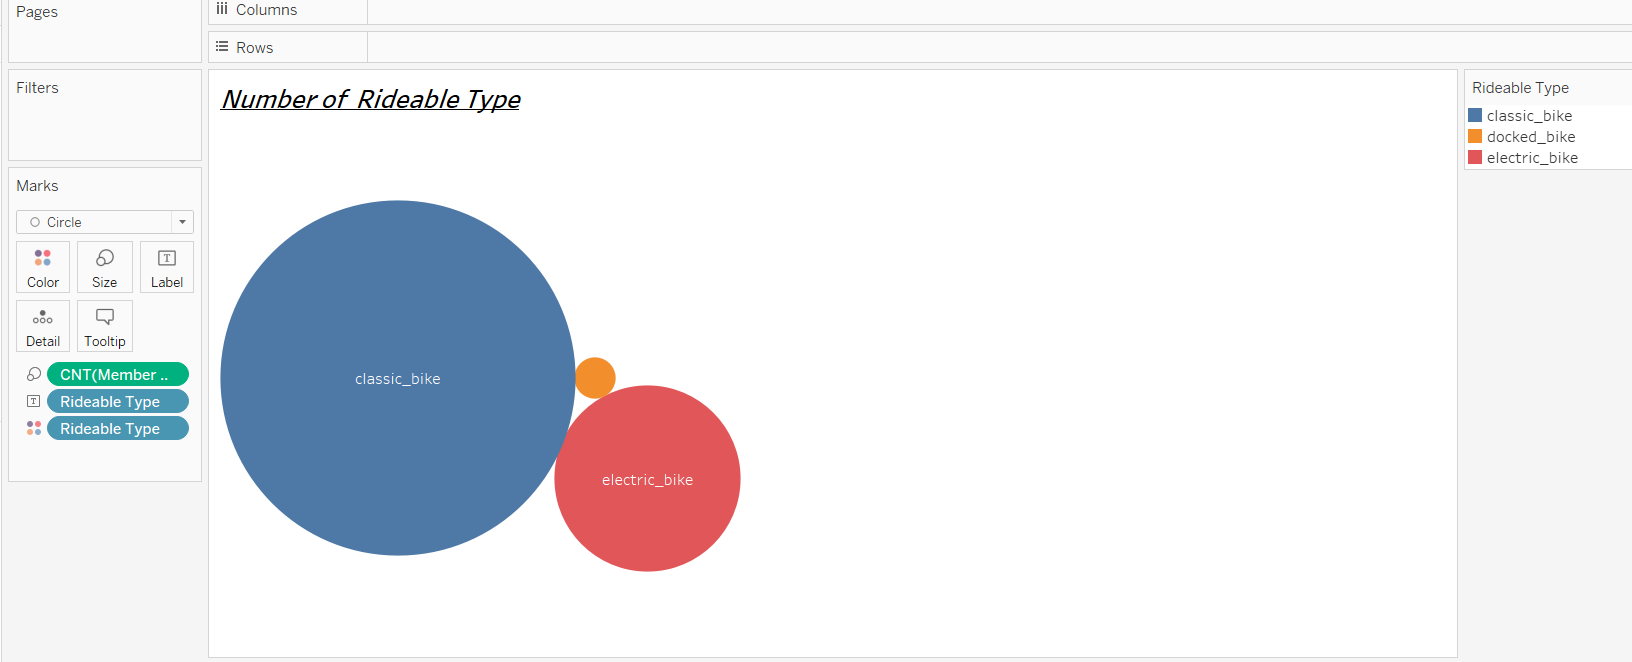 Pages
Columns
Rows
Filters
Number of Rideable Type
Rideable Type
classic_bike
docked_bike
electric_bike
Marks
Circle
Color
Size
T
Label
Detail
Tooltip
CNT(Member ..
T
Rideable Type
Rideable Type
classic_bike
electric_bike